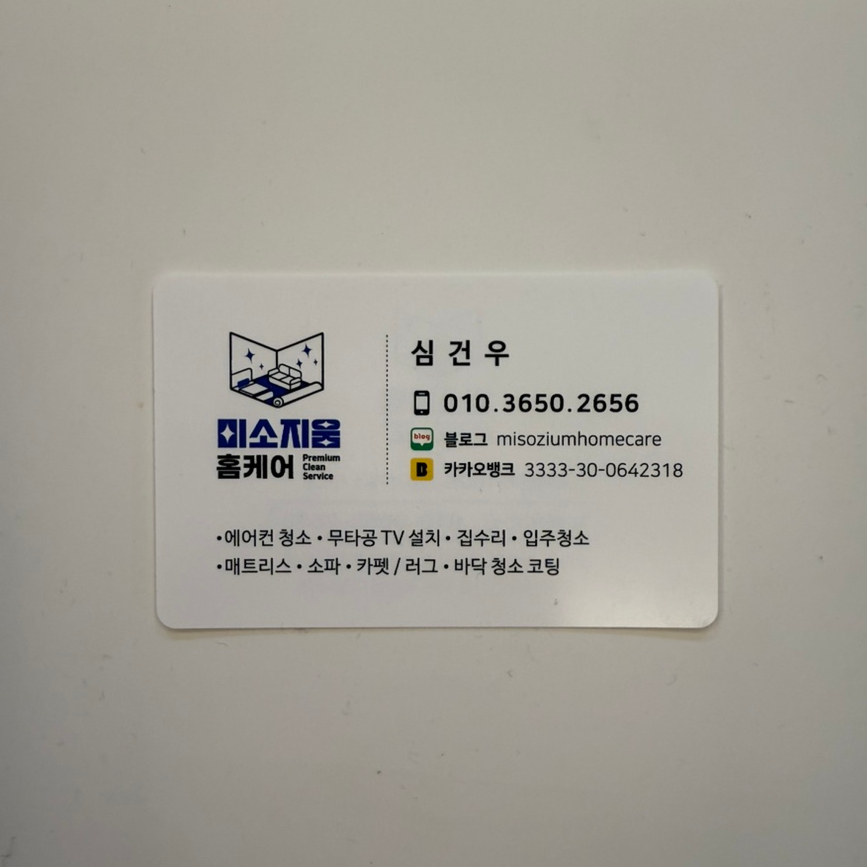 미소지움
홈케어 Premium Clean Service
심건우
010.3650.2656
blog 블로그 misoziumhomecare
B 카카오뱅크 3333-30-0642318
•에어컨 청소 • 무타공 TV 설치 • 집수리 • 입주청소
•매트리스 • 소파 • 카펫 / 러그 • 바닥 청소 코팅